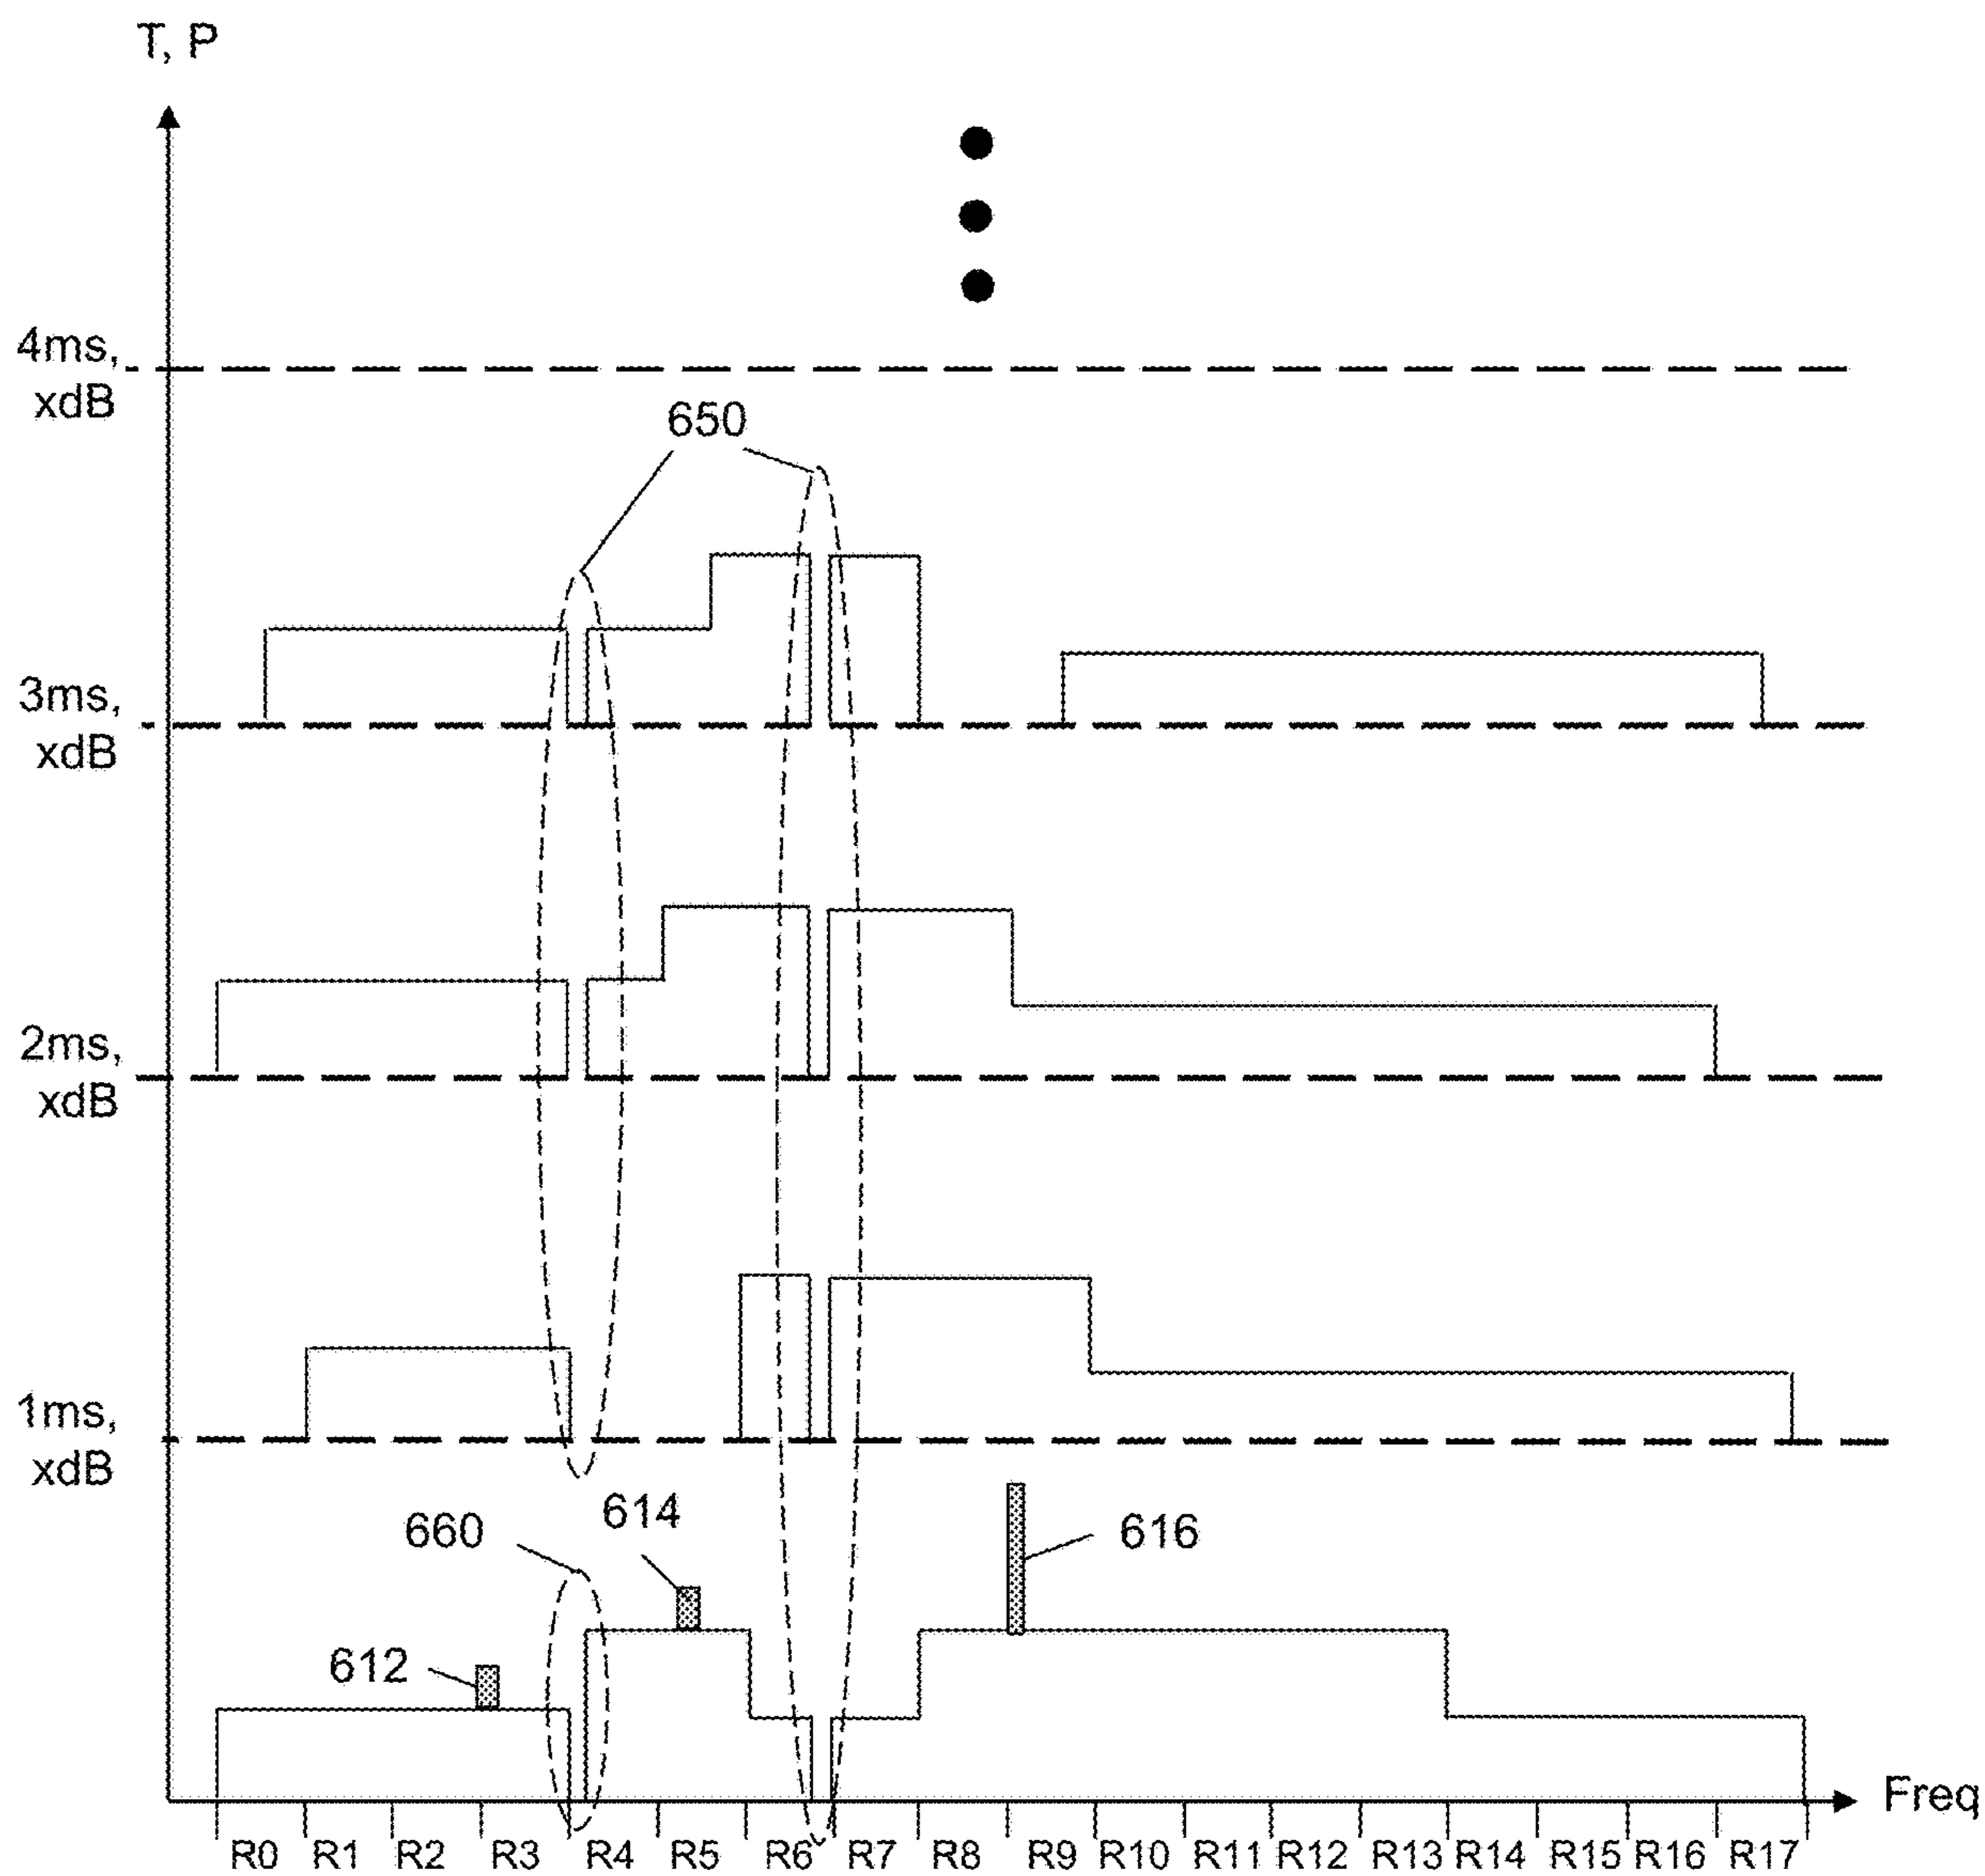 T, P
4ms,
xdB
650
3ms,
xdB
2ms,
xdB
1ms,
xdB
660
614
616
612
Freq
R0 R1 R2 R3 R4 R5 R6 R7 R8 R9 R10 R11 R12 R13 R14 R15 R16 R17